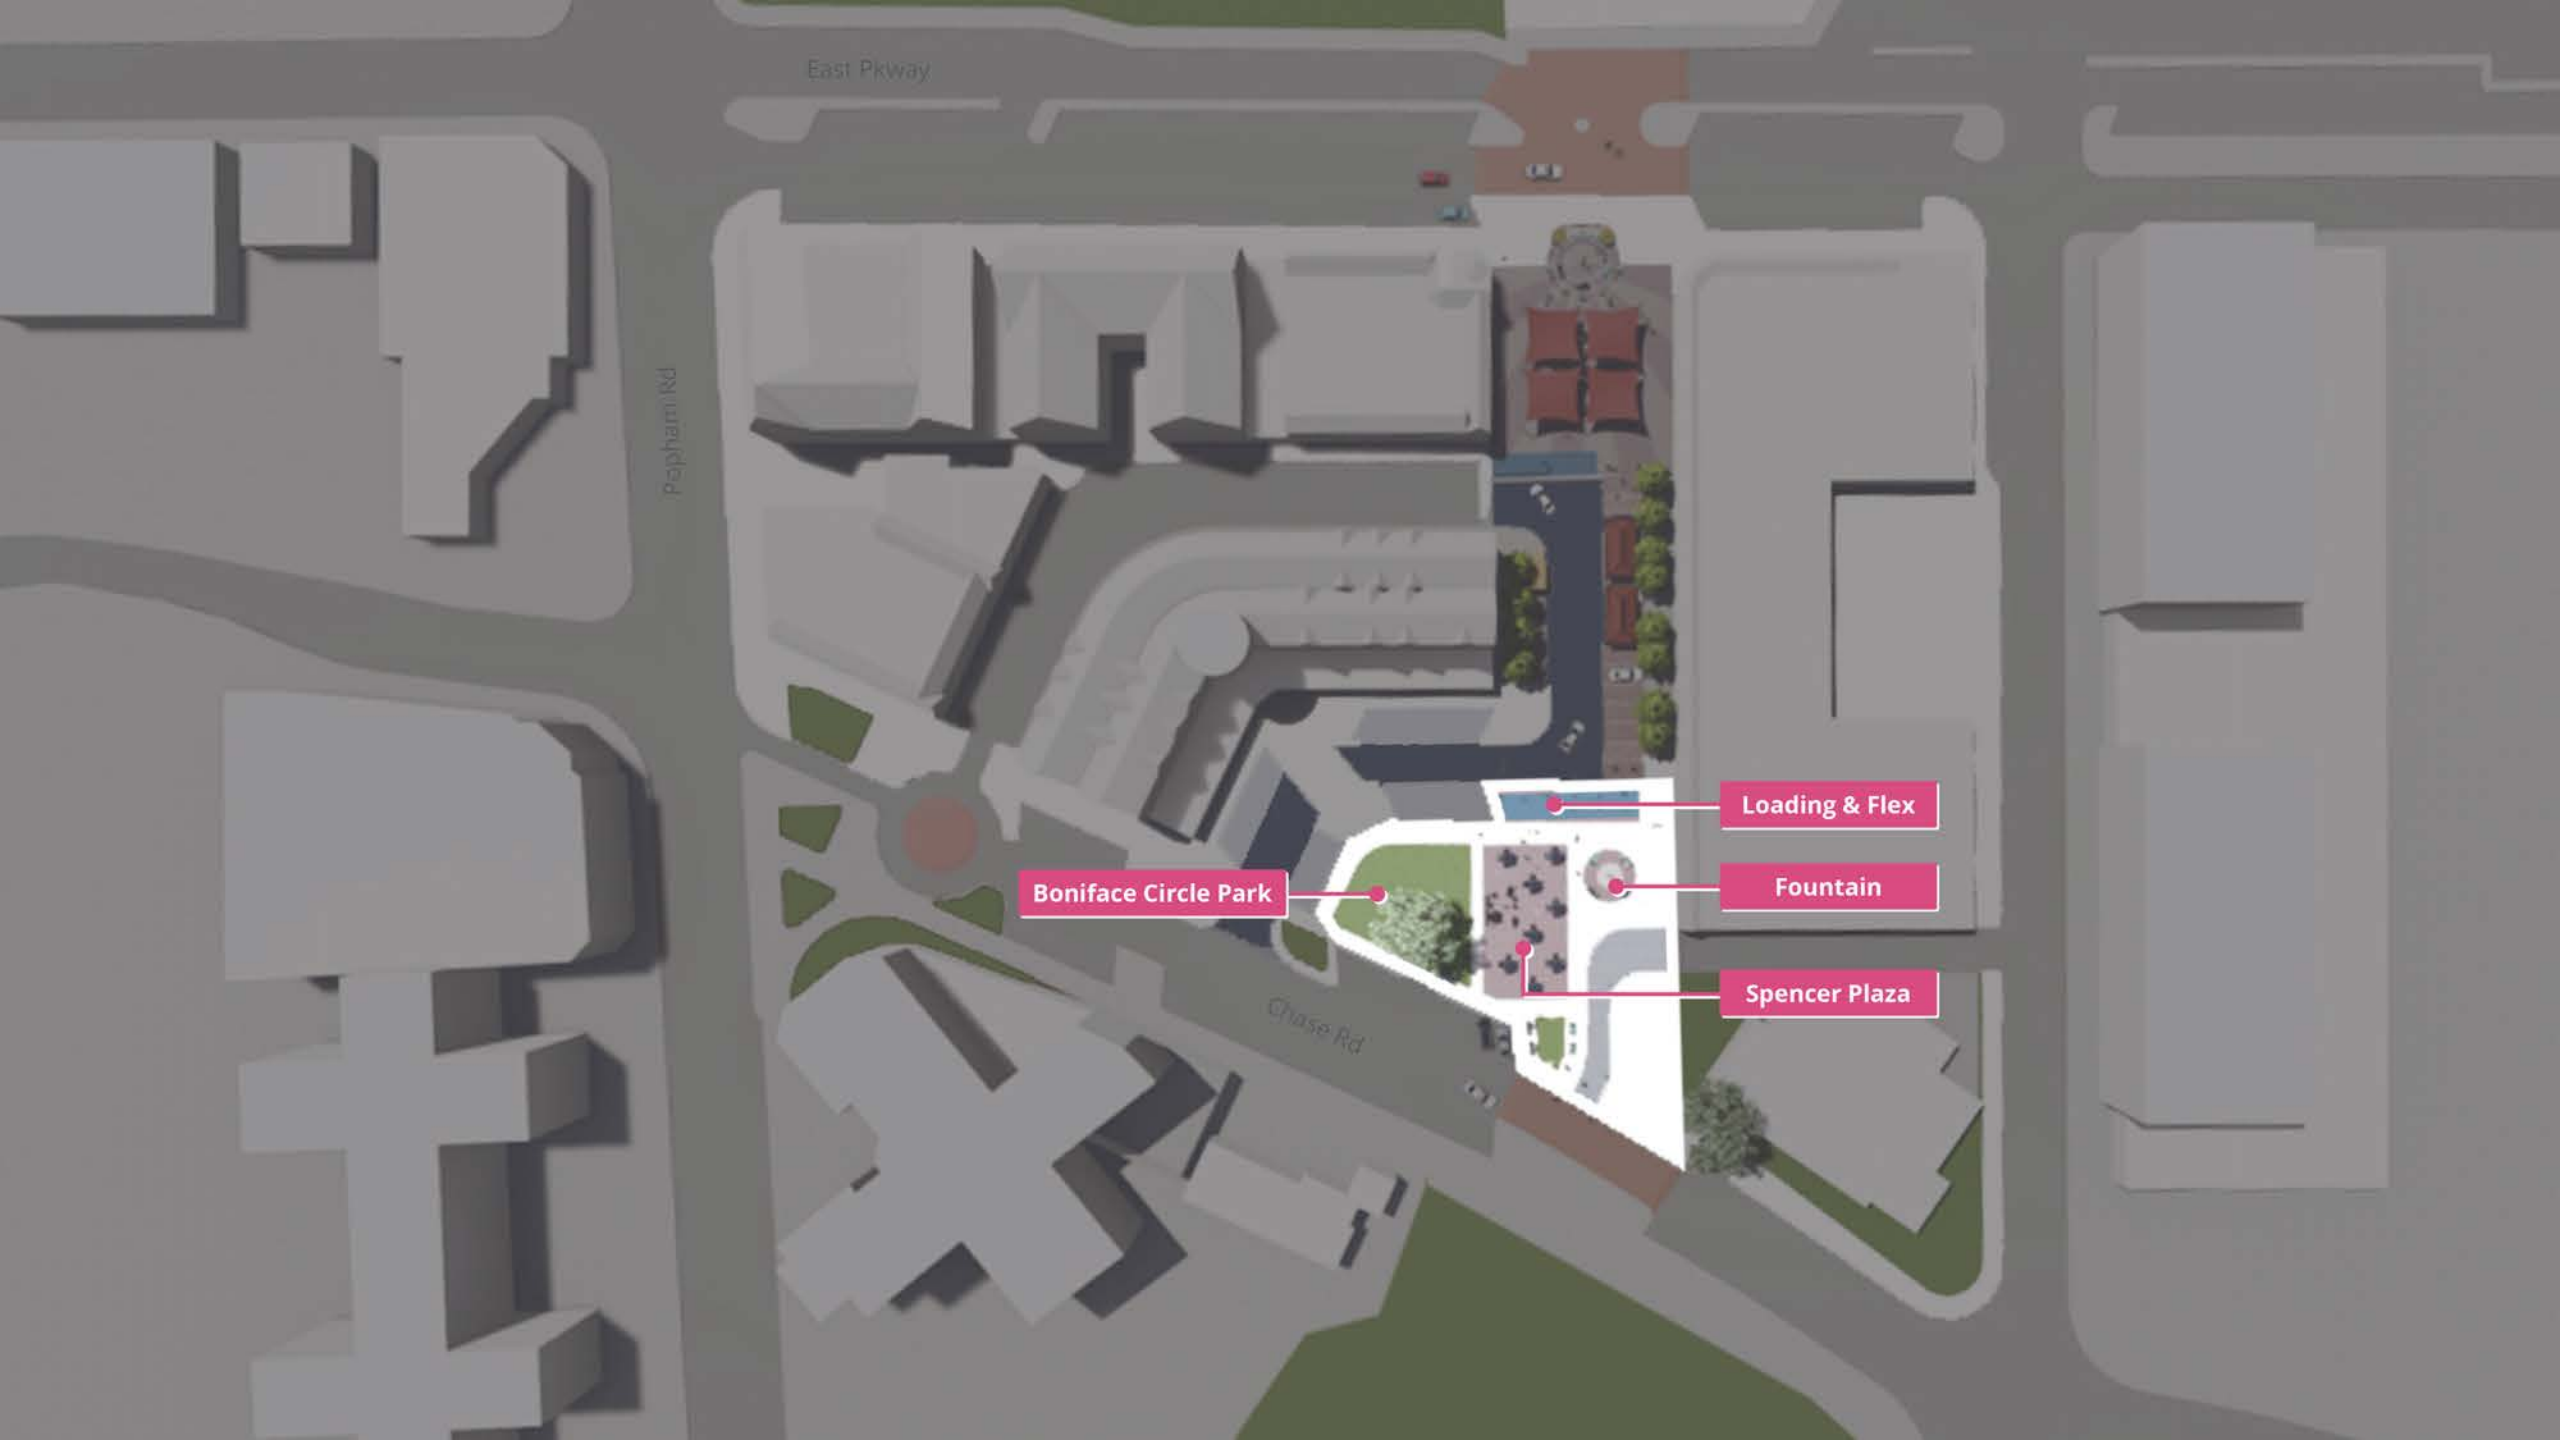 East Pkway
Popham Rd
Loading & Flex
Fountain
Boniface Circle Park
Spencer Plaza
Chase Rd